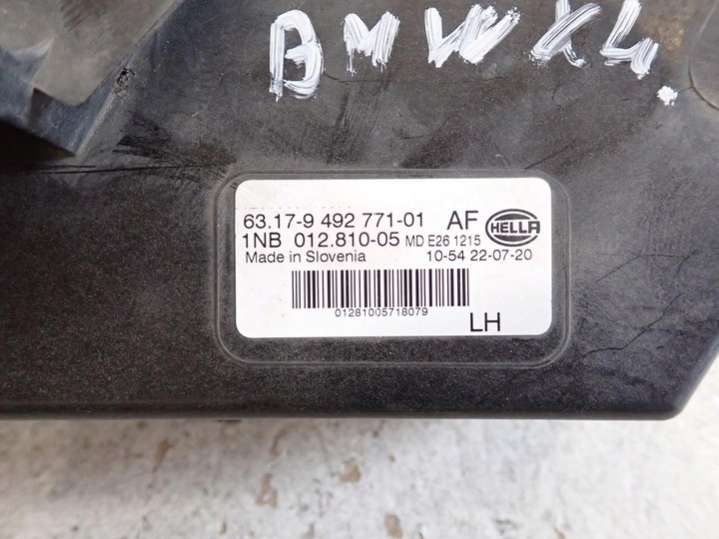 BMW X4.
63.17-9 492 771-01 AF HELLA
1NB 012.810-05 MD E26 1215
Made in Slovenia 10-54 22-07-20
01281005718079
LH